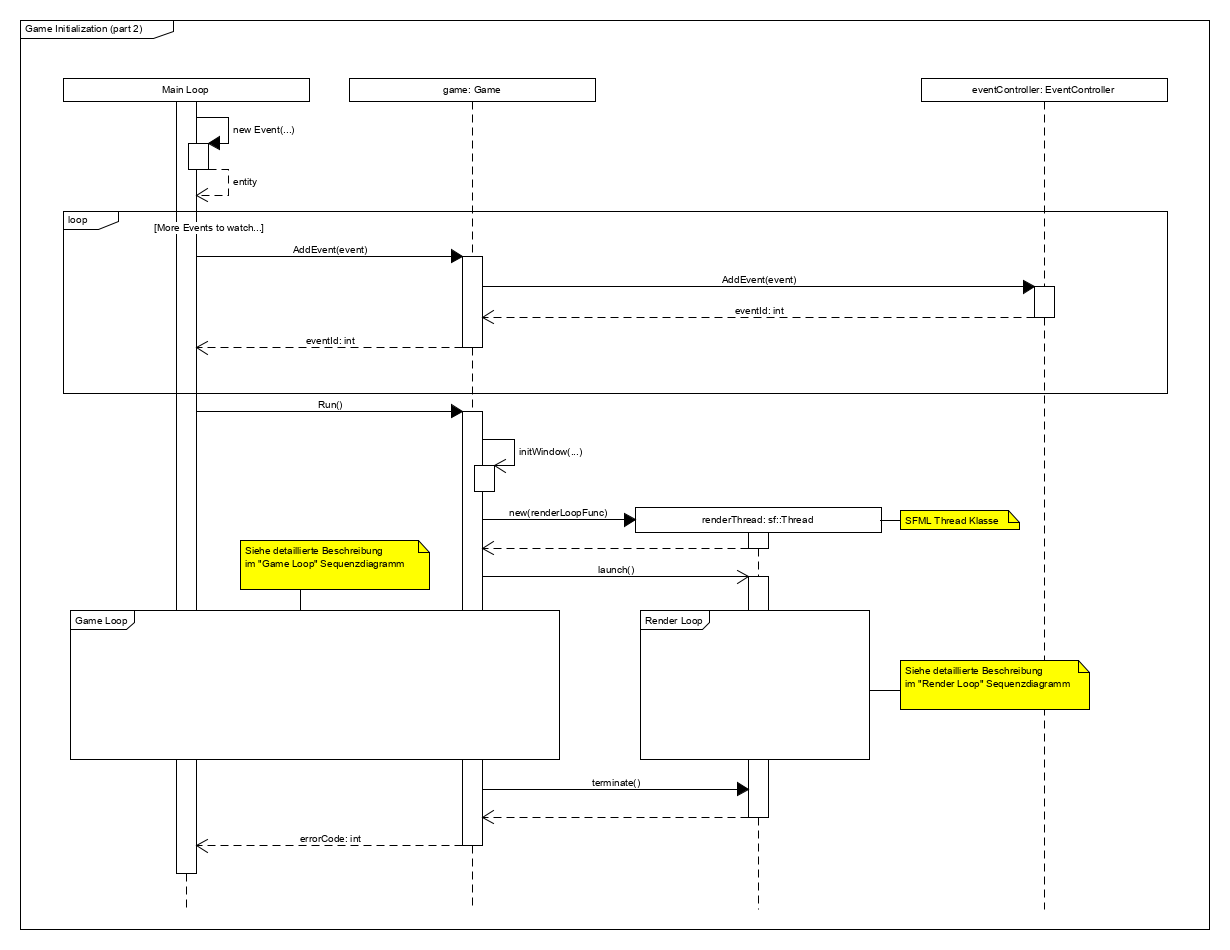 Game Initialization (part 2)
Main Loop
game: Game
eventController: EventController
new Event(...)
entity
loop
[More Events to watch...]
AddEvent(event)
AddEvent(event)
eventId: int
eventId: int
Run()
initWindow(...)
new(renderLoopFunc)
renderThread: sf::Thread
SFML Thread Klasse
Siehe detaillierte Beschreibung
im "Game Loop" Sequenzdiagramm
launch()
Game Loop
Render Loop
Siehe detaillierte Beschreibung
im "Render Loop" Sequenzdiagramm
terminate()
errorCode: int